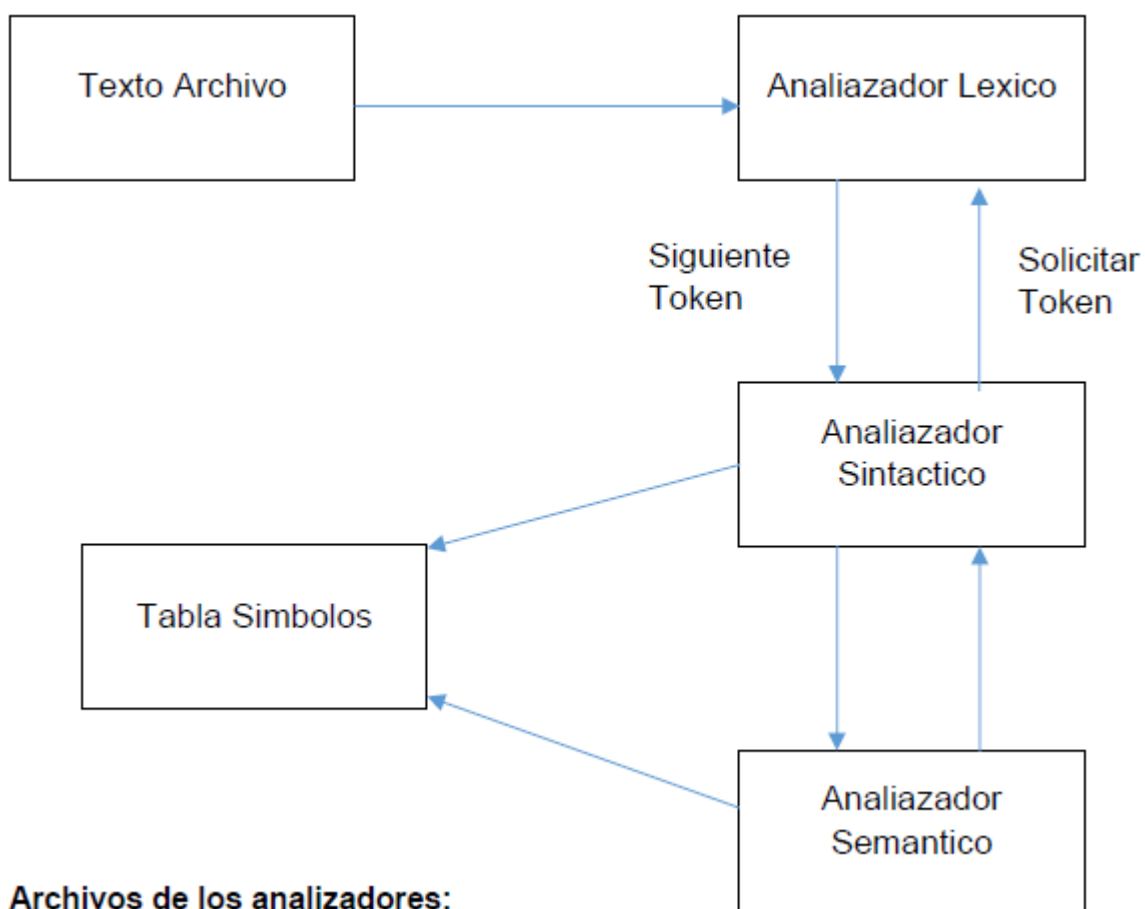 Texto Archivo
Analiazador Lexico
Siguiente
Token
Solicitar
Token
Analiazador
Sintactico
Tabla Simbolos
Analiazador
Semantico
Archivos de los analizadores: